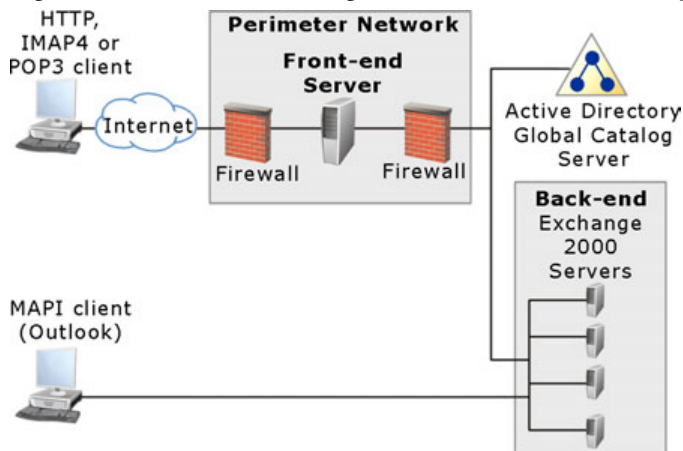 HTTP,
IMAP4 or
POP3 client
Internet
Perimeter Network
Front-end
Server
Firewall
Firewall
Active Directory
Global Catalog
Server
Back-end
Exchange
2000
Servers
MAPI client
(Outlook)